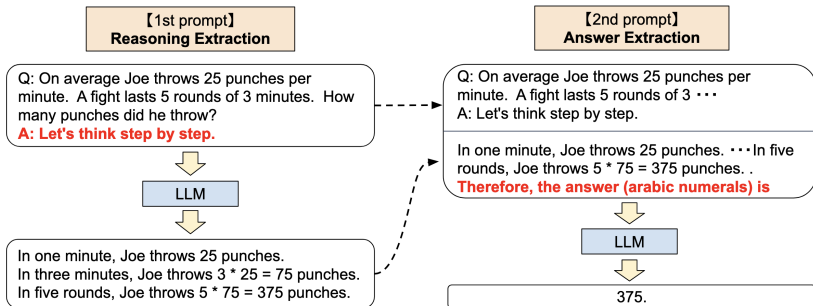 【1st prompt】
Reasoning Extraction
Q: On average Joe throws 25 punches per
minute.  A fight lasts 5 rounds of 3 minutes.  How
many punches did he throw?
A: Let's think step by step.
LLM
In one minute, Joe throws 25 punches.
In three minutes, Joe throws 3 * 25 = 75 punches.
In five rounds, Joe throws 5 * 75 = 375 punches.
【2nd prompt】
Answer Extraction
Q: On average Joe throws 25 punches per
minute.  A fight lasts 5 rounds of 3 ･･･
A: Let's think step by step.
In one minute, Joe throws 25 punches. ･･･In five
rounds, Joe throws 5 * 75 = 375 punches. .
Therefore, the answer (arabic numerals) is
LLM
375.